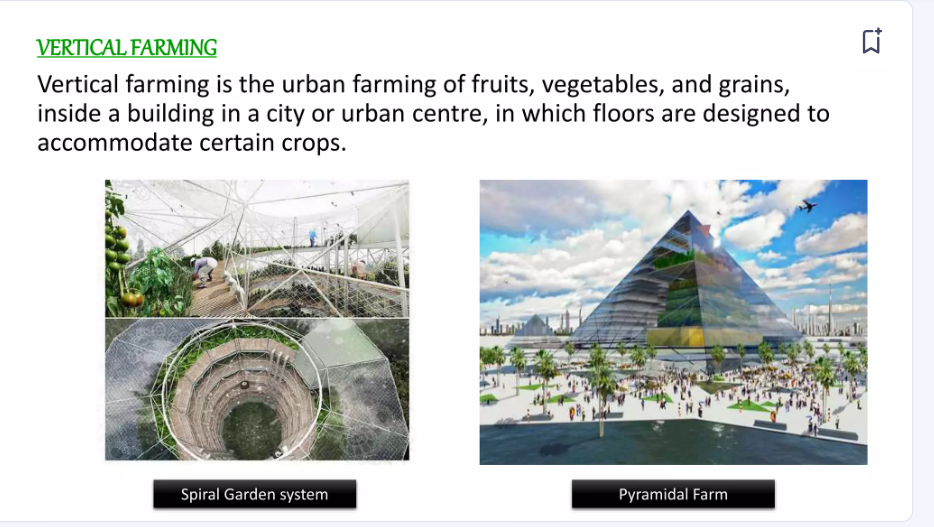 VERTICAL FARMING
Vertical farming is the urban farming of fruits, vegetables, and grains,
inside a building in a city or urban centre, in which floors are designed to
accommodate certain crops.
Spiral Garden system
Pyramidal Farm